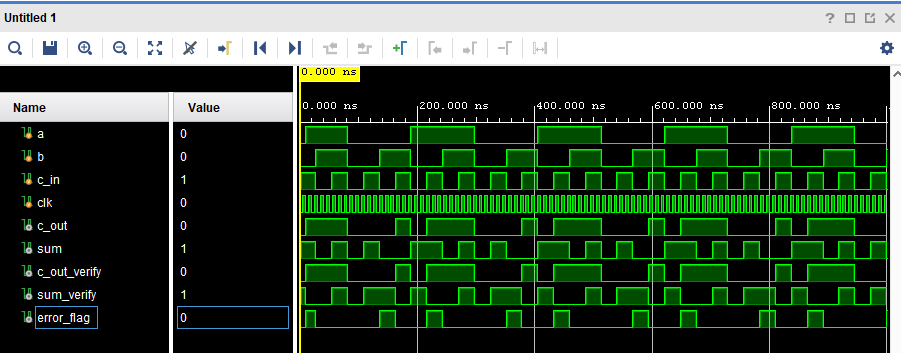 Untitled 1
? 
0.000 ns
0.000 ns 200.000 ns 400.000 ns 600.000 ns 800.000 ns
Name Value
a 0
b 0
c_in 1
clk 0
c_out 0
sum 1
c_out_verify 0
sum_verify 1
error_flag 0